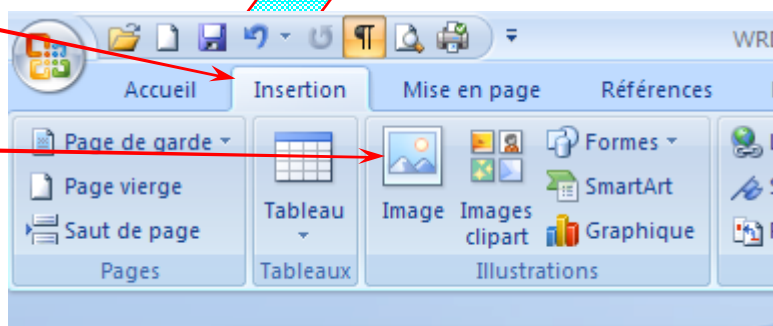 WRD
Accueil Insertion Mise en page Références
Page de garde
Page vierge
Saut de page
Tableau
Image
Images
clipart
Formes
SmartArt
Graphique
Pages Tableaux Illustrations